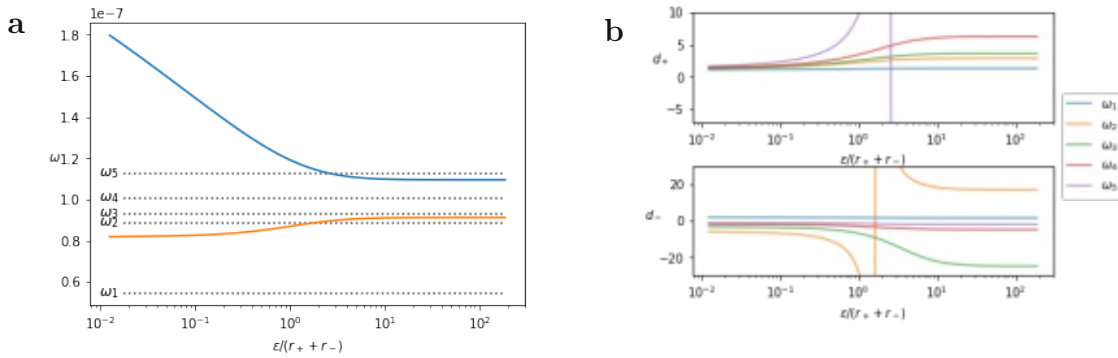 a
1e−7
1.8
1.6
1.4
1.2
1.0
0.8
0.6
ω
ω₅
ω₄
ω₃
ω₂
ω₁
10⁻² 10⁻¹ 10⁰ 10¹ 10²
ε/(r₊ + r₋)
b
10
5
0
−5
d₊
10⁻² 10⁻¹ 10⁰ 10¹ 10²
ε/(r₊ + r₋)
20
0
−20
d₋
10⁻² 10⁻¹ 10⁰ 10¹ 10²
ε/(r₊ + r₋)
ω₁
ω₂
ω₃
ω₄
ω₅